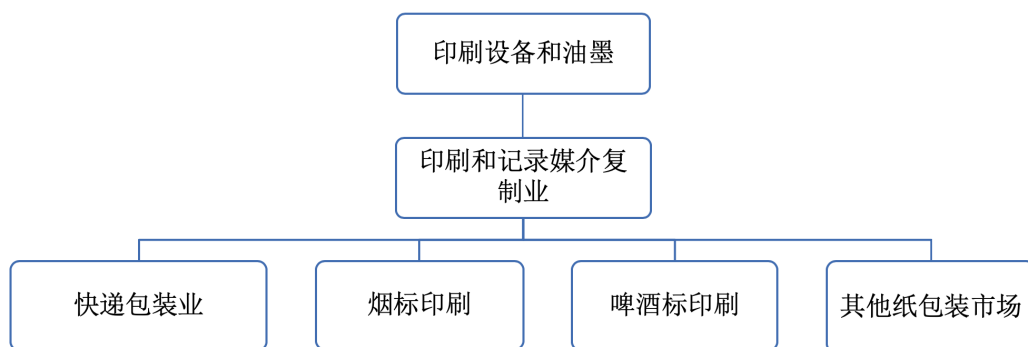 印刷设备和油墨
印刷和记录媒介复
制业
快递包装业
烟标印刷
啤酒标印刷
其他纸包装市场